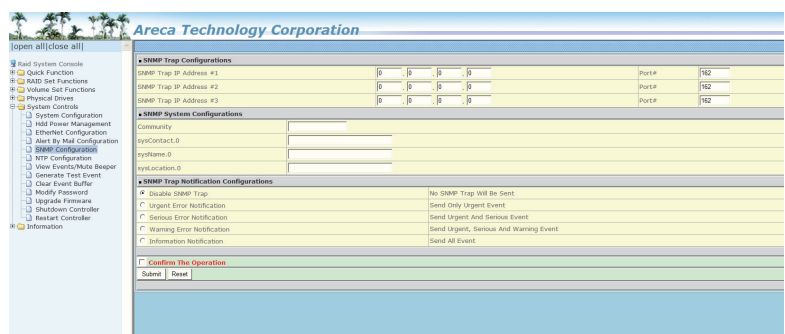 Areca Technology Corporation
|open all|close all|
Raid System Console
Quick Function
RAID Set Functions
Volume Set Functions
Physical Drives
System Controls
System Configuration
Hdd Power Management
EtherNet Configuration
Alert By Mail Configuration
SNMP Configuration
NTP Configuration
View Events/Mute Beeper
Generate Test Event
Clear Event Buffer
Modify Password
Upgrade Firmware
Shutdown Controller
Restart Controller
Information
SNMP Trap Configurations
SNMP Trap IP Address #1 0 . 0 . 0 . 0 Port# 162
SNMP Trap IP Address #2 0 . 0 . 0 . 0 Port# 162
SNMP Trap IP Address #3 0 . 0 . 0 . 0 Port# 162
SNMP System Configurations
Community
sysContact.0
sysName.0
sysLocation.0
SNMP Trap Notification Configurations
Disable SNMP Trap No SNMP Trap Will Be Sent
Urgent Error Notification Send Only Urgent Event
Serious Error Notification Send Urgent And Serious Event
Warning Error Notification Send Urgent, Serious And Warning Event
Information Notification Send All Event
Confirm The Operation
Submit Reset